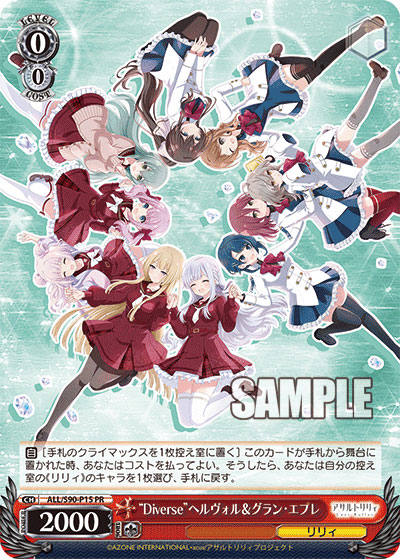 LEVEL
0
0
COST
SAMPLE
自【手札のクライマックスを1枚控え室に置く】このカードが手札から舞台に
置かれた時、あなたはコストを払ってよい。そうしたら、あなたは自分の控え
室の《リリィ》のキャラを1枚選び、手札に戻す。
CH ALL/S90-P15 PR
2000
"Diverse"ヘルヴォル&グラン・エプレ
アサルトリリィ
リリィ
©AZONE INTERNATIONAL・acus/アサルトリリィプロジェクト